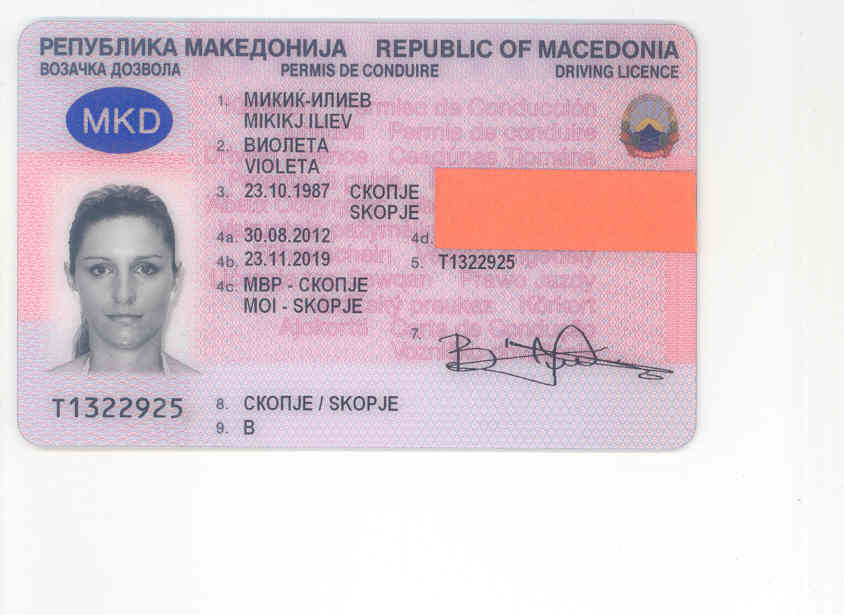 РЕПУБЛИКА МАКЕДОНИЈА REPUBLIC OF MACEDONIA
ВОЗАЧКА ДОЗВОЛА PERMIS DE CONDUIRE DRIVING LICENCE
MKD
1. МИКИЌ-ИЛИЕВ
MIKIKJ ILIEV
2. ВИОЛЕТА
VIOLETA
3. 23.10.1987 СКОПЈЕ
SKOPJE
4a. 30.08.2012 4d.
4b. 23.11.2019 5. T1322925
4c. МВР - СКОПЈЕ
MOI - SKOPJE
7.
T1322925
8. СКОПЈЕ / SKOPJE
9. B